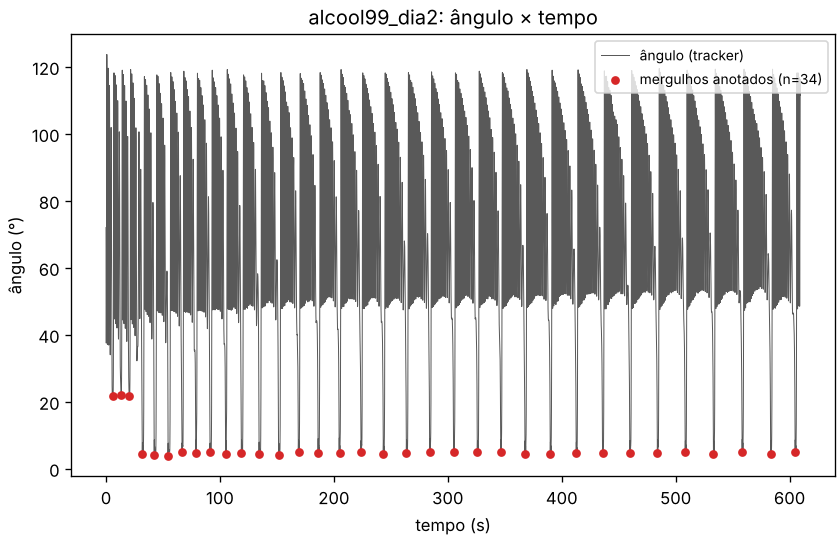 alcool99_dia2: ângulo × tempo
ângulo (tracker)
mergulhos anotados (n=34)
120
100
80
60
40
20
0
ângulo (°)
0 100 200 300 400 500 600
tempo (s)